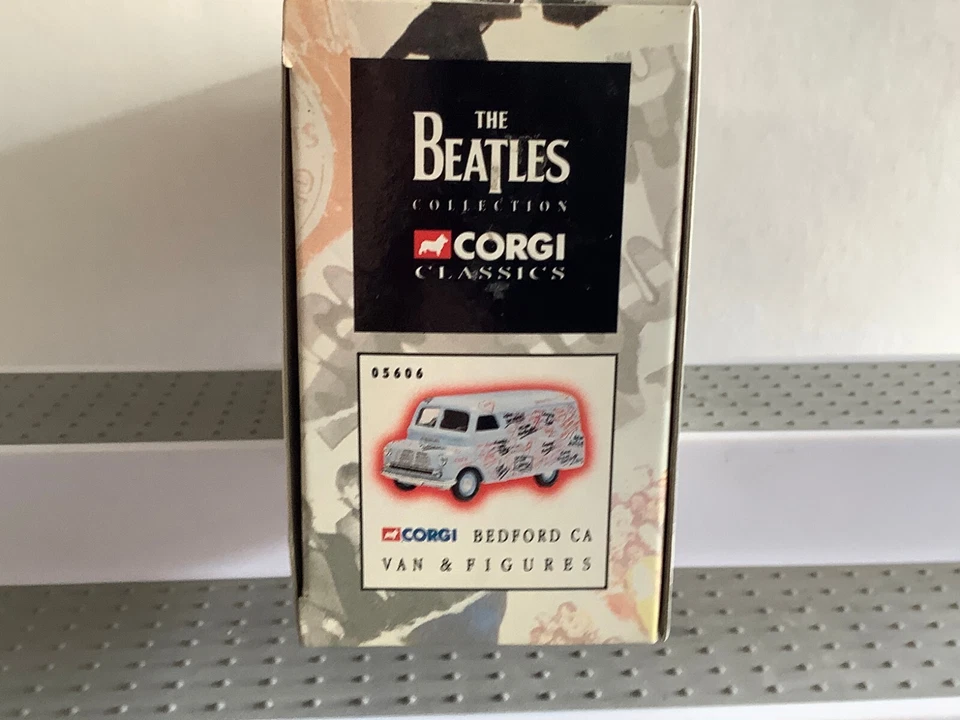 THE
BEATLES
COLLECTION
CORGI
CLASSICS
05606
CORGI BEDFORD CA
VAN & FIGURES